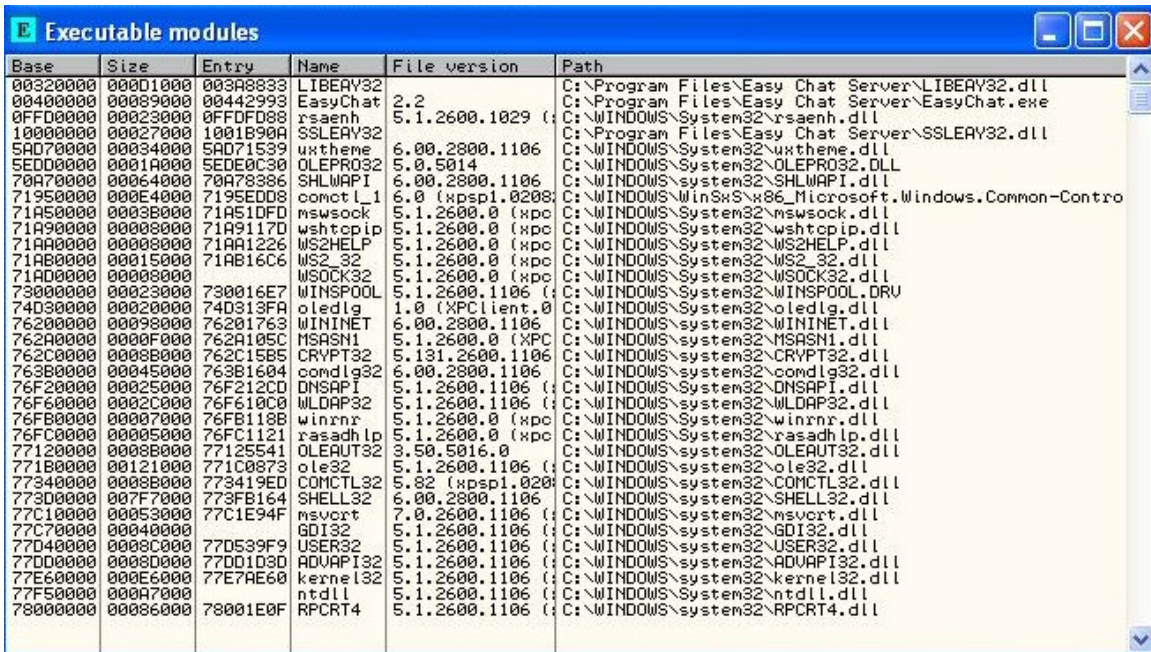 E Executable modules
Base Size Entry Name File version Path
00320000 000D1000 003A8833 LIBEAY32 C:\Program Files\Easy Chat Server\LIBEAY32.dll
00400000 00089000 00442993 EasyChat 2.2 C:\Program Files\Easy Chat Server\EasyChat.exe
0FFD0000 00023000 0FFDFD88 rsaenh 5.1.2600.1029 (: C:\WINDOWS\System32\rsaenh.dll
10000000 00027000 1001B90A SSLEAY32 C:\Program Files\Easy Chat Server\SSLEAY32.dll
5AD70000 00034000 5AD71539 uxtheme 6.00.2800.1106 C:\WINDOWS\System32\uxtheme.dll
5EDD0000 0001A000 5EDE0C30 OLEPRO32 5.0.5014 C:\WINDOWS\System32\OLEPRO32.DLL
70A70000 00064000 70A78386 SHLWAPI 6.00.2800.1106 C:\WINDOWS\system32\SHLWAPI.dll
71950000 000E4000 7195EDD8 comctl_1 6.0 (xpsp1.0208 C:\WINDOWS\WinSxS\x86_Microsoft.Windows.Common-Contro
71A50000 0003B000 71A51DFD mswsock 5.1.2600.0 (xpc C:\WINDOWS\System32\mswsock.dll
71A90000 00008000 71A9117D wshtcpip 5.1.2600.0 (xpc C:\WINDOWS\System32\wshtcpip.dll
71AA0000 00008000 71AA1226 WS2HELP 5.1.2600.0 (xpc C:\WINDOWS\System32\WS2HELP.dll
71AB0000 00015000 71AB16C6 WS2_32 5.1.2600.0 (xpc C:\WINDOWS\System32\WS2_32.dll
71AD0000 00008000 WSOCK32 5.1.2600.0 (xpc C:\WINDOWS\System32\WSOCK32.dll
73000000 00023000 730016E7 WINSPOOL 5.1.2600.1106 (: C:\WINDOWS\System32\WINSPOOL.DRV
74D30000 00020000 74D313FA oledlg 1.0 (XPClient.0 C:\WINDOWS\System32\oledlg.dll
76200000 00098000 76201763 WININET 6.00.2800.1106 C:\WINDOWS\System32\WININET.dll
762A0000 0000F000 762A105C MSASN1 5.1.2600.0 (XPC C:\WINDOWS\System32\MSASN1.dll
762C0000 0008B000 762C15B5 CRYPT32 5.131.2600.1106 C:\WINDOWS\System32\CRYPT32.dll
763B0000 00045000 763B1604 comdlg32 6.00.2800.1106 C:\WINDOWS\system32\comdlg32.dll
76F20000 00025000 76F212CD DNSAPI 5.1.2600.1106 (: C:\WINDOWS\System32\DNSAPI.dll
76F60000 0002C000 76F610C0 WLDAP32 5.1.2600.1106 (: C:\WINDOWS\system32\WLDAP32.dll
76FB0000 00007000 76FB118B winrnr 5.1.2600.0 (xpc C:\WINDOWS\System32\winrnr.dll
76FC0000 00005000 76FC1121 rasadhlp 5.1.2600.0 (xpc C:\WINDOWS\System32\rasadhlp.dll
77120000 0008B000 77125541 OLEAUT32 3.50.5016.0 C:\WINDOWS\System32\OLEAUT32.dll
771B0000 00121000 771C0873 ole32 5.1.2600.1106 (: C:\WINDOWS\system32\ole32.dll
77340000 0008B000 773419ED COMCTL32 5.82 (xpsp1.020 C:\WINDOWS\system32\COMCTL32.dll
773D0000 007F7000 773FB164 SHELL32 6.00.2800.1106 C:\WINDOWS\system32\SHELL32.dll
77C10000 00053000 77C1E94F msvcrt 7.0.2600.1106 (: C:\WINDOWS\system32\msvcrt.dll
77C70000 00040000 GDI32 5.1.2600.1106 (: C:\WINDOWS\system32\GDI32.dll
77D40000 0008C000 77D539F9 USER32 5.1.2600.1106 (: C:\WINDOWS\system32\USER32.dll
77DD0000 0008D000 77DD1D3D ADVAPI32 5.1.2600.1106 (: C:\WINDOWS\system32\ADVAPI32.dll
77E60000 000E6000 77E7AE60 kernel32 5.1.2600.1106 (: C:\WINDOWS\system32\kernel32.dll
77F50000 000A7000 ntdll 5.1.2600.1106 (: C:\WINDOWS\System32\ntdll.dll
78000000 00086000 78001E0F RPCRT4 5.1.2600.1106 (: C:\WINDOWS\system32\RPCRT4.dll